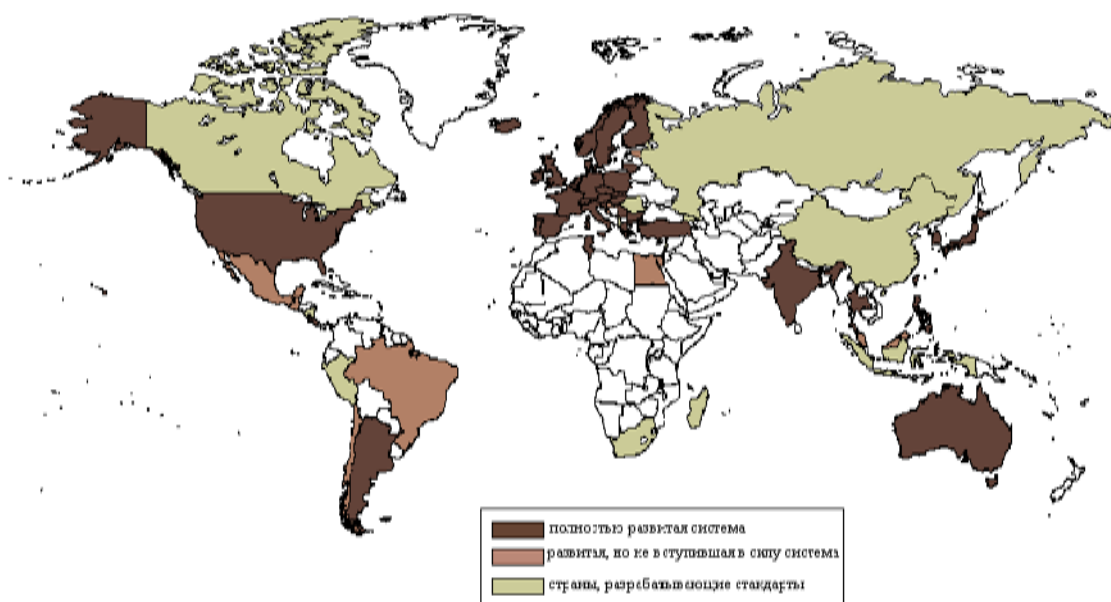 полностью развитая система
развитая, но не вступившая в силу система
страны, разрабатывающие стандарты